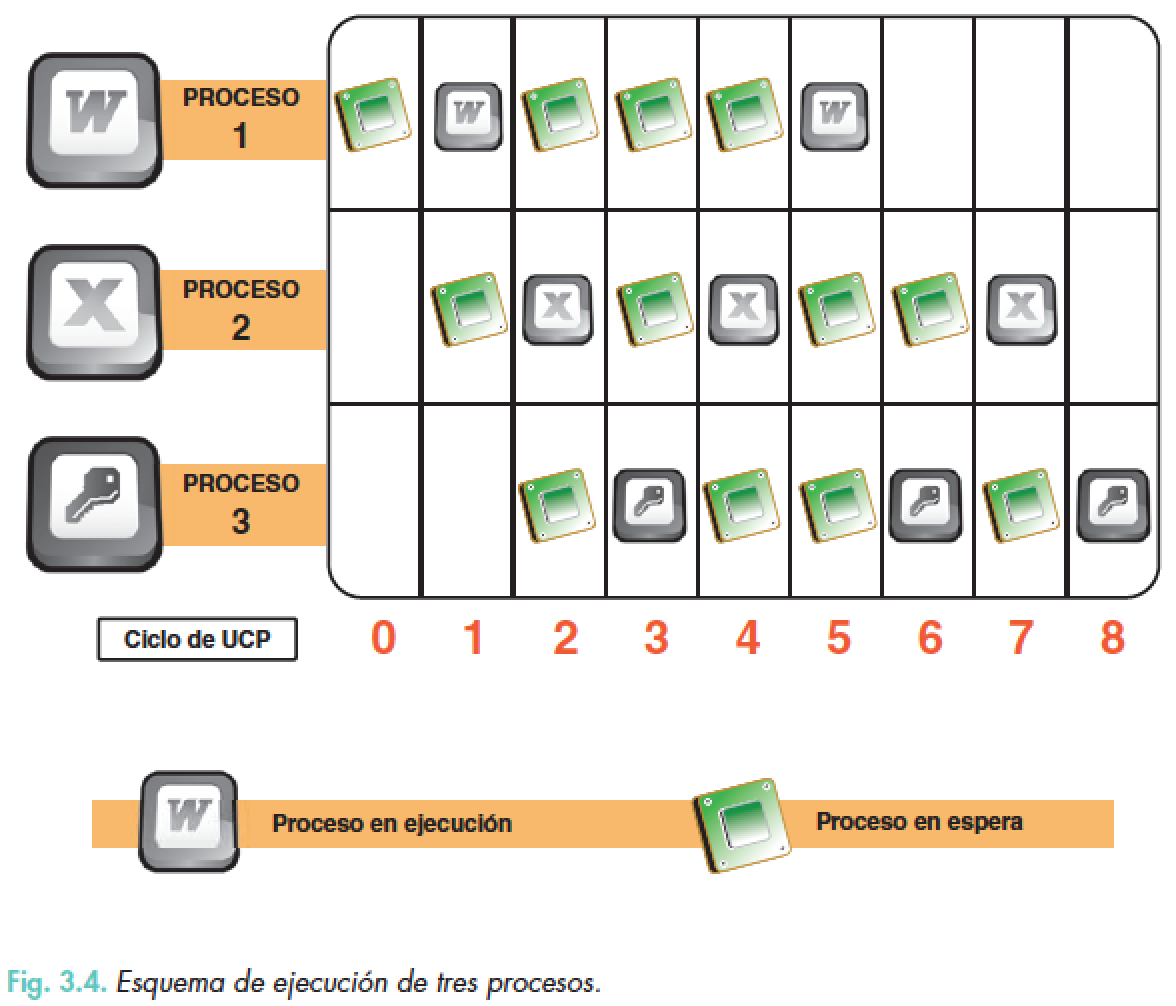 PROCESO
1
W
W
W
PROCESO
2
X
X
X
X
PROCESO
3
Ciclo de UCP
0 1 2 3 4 5 6 7 8
W
Proceso en ejecución
Proceso en espera
Fig. 3.4. Esquema de ejecución de tres procesos.